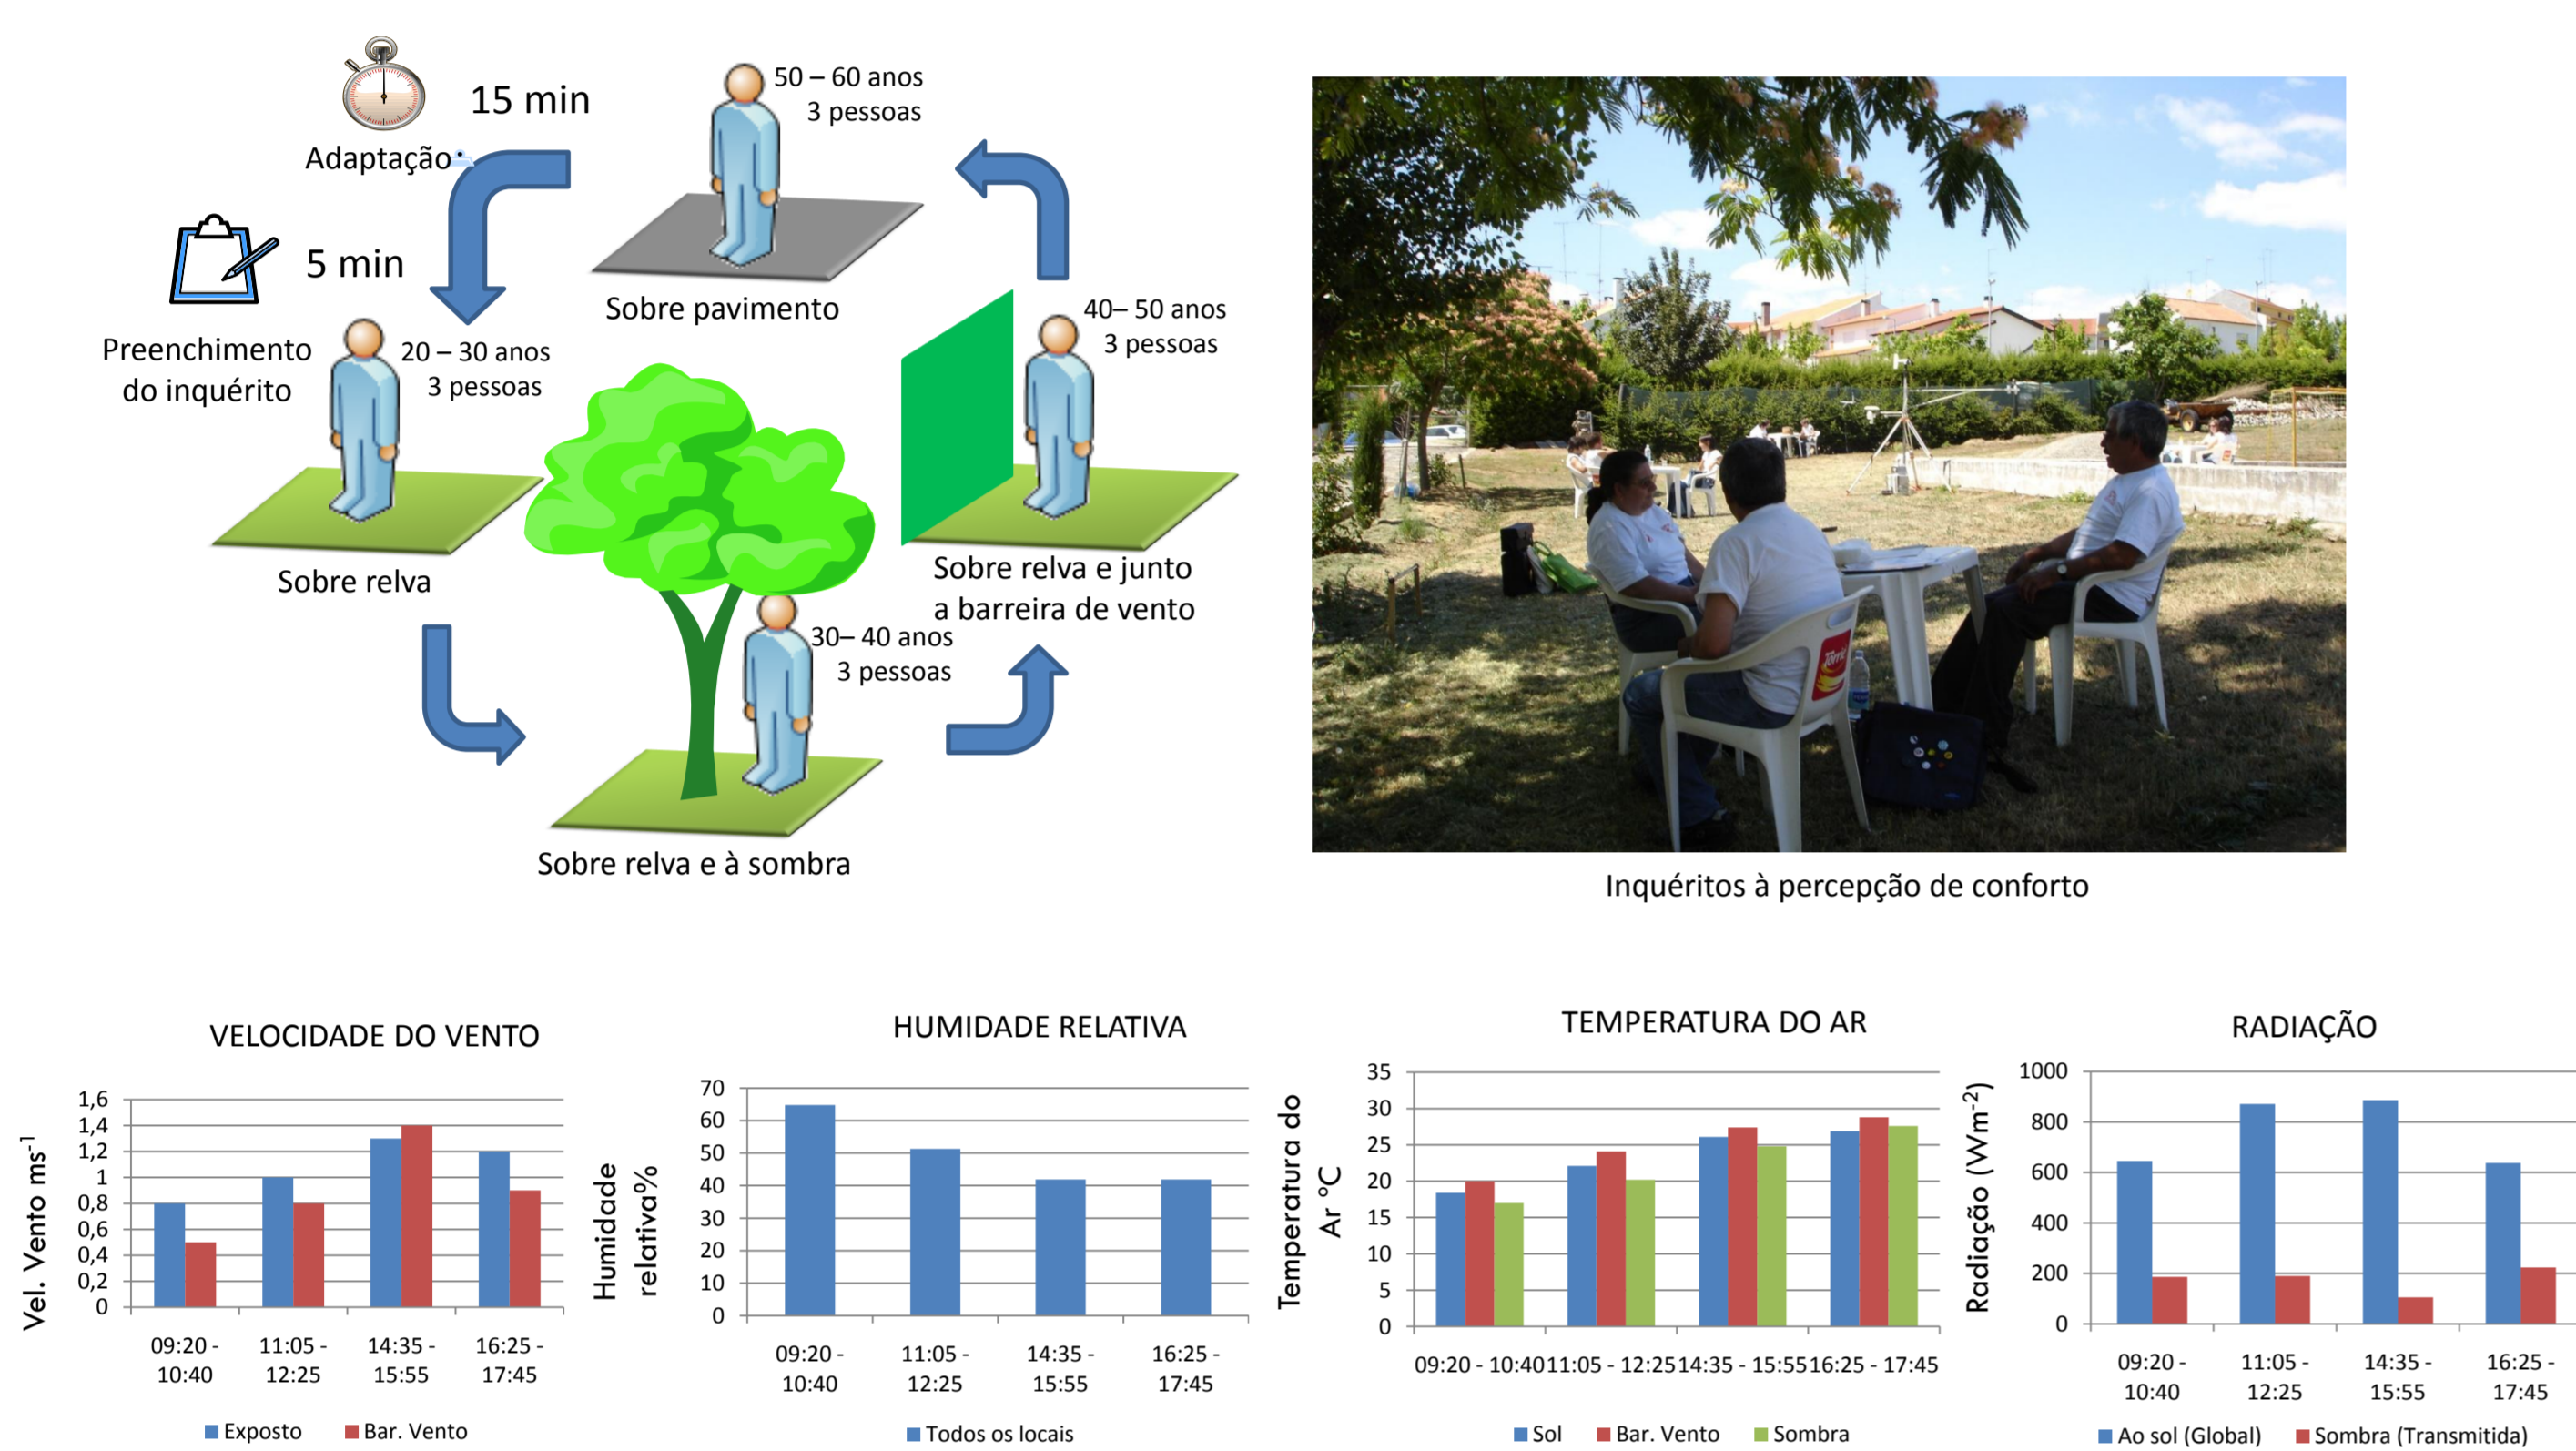 15 min
Adaptação
5 min
Preenchimento
do inquérito
50 – 60 anos
3 pessoas
Sobre pavimento
20 – 30 anos
3 pessoas
Sobre relva
40– 50 anos
3 pessoas
Sobre relva e junto
a barreira de vento
30– 40 anos
3 pessoas
Sobre relva e à sombra
Inquéritos à percepção de conforto
VELOCIDADE DO VENTO
Vel. Vento ms-1
1,6
1,4
1,2
1
0,8
0,6
0,4
0,2
0
09:20 - 11:05 - 14:35 - 16:25 -
10:40 12:25 15:55 17:45
Exposto Bar. Vento
HUMIDADE RELATIVA
Humidade
relativa%
70
60
50
40
30
20
10
0
09:20 - 11:05 - 14:35 - 16:25 -
10:40 12:25 15:55 17:45
Todos os locais
TEMPERATURA DO AR
Temperatura do
Ar °C
35
30
25
20
15
10
5
0
09:20 - 10:40 11:05 - 12:25 14:35 - 15:55 16:25 - 17:45
Sol Bar. Vento Sombra
RADIAÇÃO
Radiação (Wm-2)
1000
800
600
400
200
0
09:20 - 11:05 - 14:35 - 16:25 -
10:40 12:25 15:55 17:45
Ao sol (Global) Sombra (Transmitida)